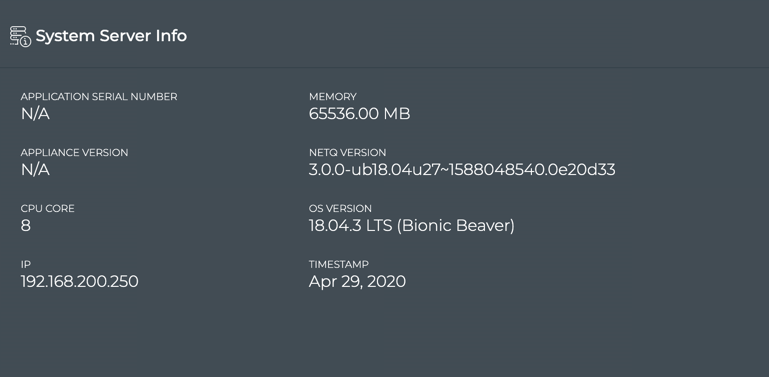 System Server Info
APPLICATION SERIAL NUMBER
N/A
MEMORY
65536.00 MB
APPLIANCE VERSION
N/A
NETQ VERSION
3.0.0-ub18.04u27~1588048540.0e20d33
CPU CORE
8
OS VERSION
18.04.3 LTS (Bionic Beaver)
IP
192.168.200.250
TIMESTAMP
Apr 29, 2020